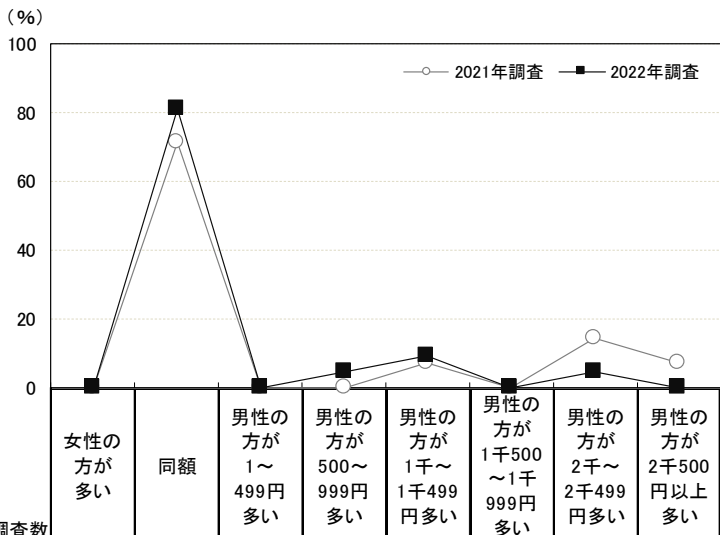 （%）
100
80
60
40
20
0
2021年調査
2022年調査
女性の
方が
多い
同額
男性の
方が
1～
499円
多い
男性の
方が
500～
999円
多い
男性の
方が
1千～
1千499
円多い
男性の
方が
1千500
～1千
999円
多い
男性の
方が
2千～
2千499
円多い
男性の
方が
2千500
円以上
多い
調査数